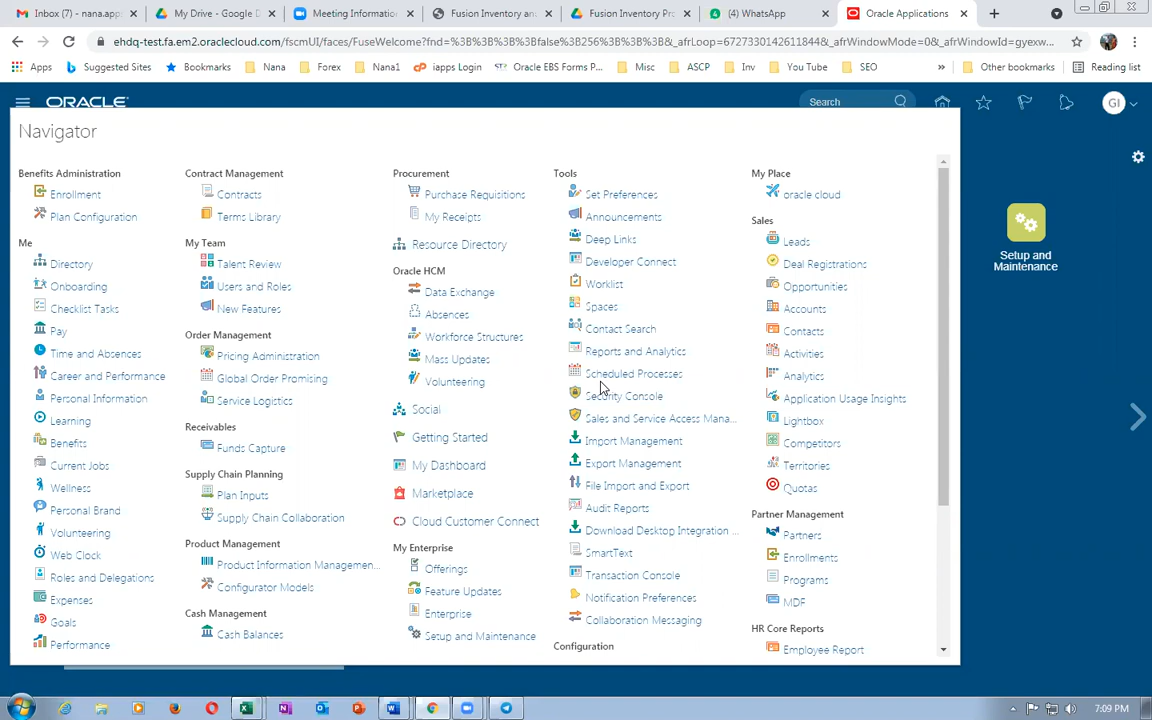 Inbox (1) - nana.apps
My Drive - Google D
Meeting Informatio
Fusion Inventory and
Fusion Inventory Pro
(4) WhatsApp
Oracle Applications
ehdq-test.fa.em2.oraclecloud.com/fscmUI/faces/FuseWelcome?fnd=%3B%3B%3B%3Bfalse%3B256%3B%3B%3B&_afrLoop=6727330142611844&_afrWindowMode=0&_afrWindowId=gyexw...
Apps
Suggested Sites
Bookmarks
Nana
Forex
Nana1
iapps Login
Oracle EBS Forms P...
Misc
ASCP
Inv
You Tube
SEO
»
Other bookmarks
Reading list
ORACLE
Search
GI
Navigator
Benefits Administration
Enrollment
Plan Configuration
Me
Directory
Onboarding
Checklist Tasks
Pay
Time and Absences
Career and Performance
Personal Information
Learning
Benefits
Current Jobs
Wellness
Personal Brand
Volunteering
Web Clock
Roles and Delegations
Expenses
Goals
Performance
Contract Management
Contracts
Terms Library
My Team
Talent Review
Users and Roles
New Features
Order Management
Pricing Administration
Global Order Promising
Service Logistics
Receivables
Funds Capture
Supply Chain Planning
Plan Inputs
Supply Chain Collaboration
Product Management
Product Information Managemen...
Configurator Models
Cash Management
Cash Balances
Procurement
Purchase Requisitions
My Receipts
Resource Directory
Oracle HCM
Data Exchange
Absences
Workforce Structures
Mass Updates
Volunteering
Social
Getting Started
My Dashboard
Marketplace
Cloud Customer Connect
My Enterprise
Offerings
Feature Updates
Enterprise
Setup and Maintenance
Tools
Set Preferences
Announcements
Deep Links
Developer Connect
Worklist
Spaces
Contact Search
Reports and Analytics
Scheduled Processes
Security Console
Sales and Service Access Mana...
Import Management
Export Management
File Import and Export
Audit Reports
Download Desktop Integration ...
SmartText
Transaction Console
Notification Preferences
Collaboration Messaging
Configuration
My Place
oracle cloud
Sales
Leads
Deal Registrations
Opportunities
Accounts
Contacts
Activities
Analytics
Application Usage Insights
Lightbox
Competitors
Territories
Quotas
Partner Management
Partners
Enrollments
Programs
MDF
HR Core Reports
Employee Report
Setup and
Maintenance
7:09 PM